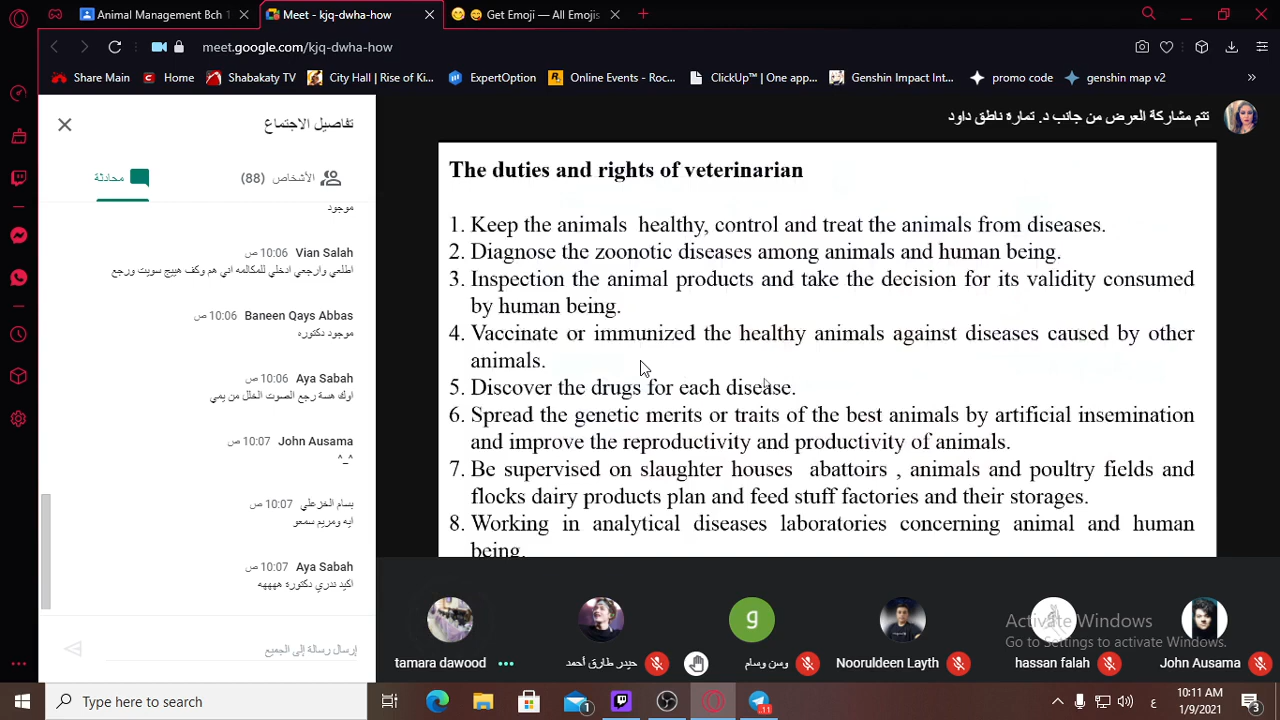 Animal Management Bch 1
Meet - kjq-dwha-how
Get Emoji — All Emojis
meet.google.com/kjq-dwha-how
Share Main
Home
Shabakaty TV
City Hall | Rise of Ki...
ExpertOption
Online Events - Roc...
ClickUp™ | One app...
Genshin Impact Int...
promo code
genshin map v2
تفاصيل الاجتماع
الأشخاص (88)
محادثة
موجود
Vian Salah 10:06 ص
اطلعي وارجعي ادخلي للمكالمه اني هم وكف هييج سويت ورجع
Baneen Qays Abbas 10:06 ص
موجود دكتوره
Aya Sabah 10:06 ص
اوك هسة رجع الصوت الخلل من يمي
John Ausama 10:07 ص
^_^
بسام الخزعلي 10:07 ص
ايه ومريم سمعو
Aya Sabah 10:07 ص
اكيد ندري دكتورة هههه
إرسال رسالة إلى الجميع
تتم مشاركة العرض من جانب د. تمارة ناطق داود
The duties and rights of veterinarian
1. Keep the animals healthy, control and treat the animals from diseases.
2. Diagnose the zoonotic diseases among animals and human being.
3. Inspection the animal products and take the decision for its validity consumed
by human being.
4. Vaccinate or immunized the healthy animals against diseases caused by other
animals.
5. Discover the drugs for each disease.
6. Spread the genetic merits or traits of the best animals by artificial insemination
and improve the reproductivity and productivity of animals.
7. Be supervised on slaughter houses abattoirs , animals and poultry fields and
flocks dairy products plan and feed stuff factories and their storages.
8. Working in analytical diseases laboratories concerning animal and human
being.
g
tamara dawood
حيدر طارق أحمد
وسن وسام
Nooruldeen Layth
hassan falah
John Ausama
Activate Windows
Go to Settings to activate Windows.
Type here to search
1
11
ع
10:11 AM
1/9/2021
3